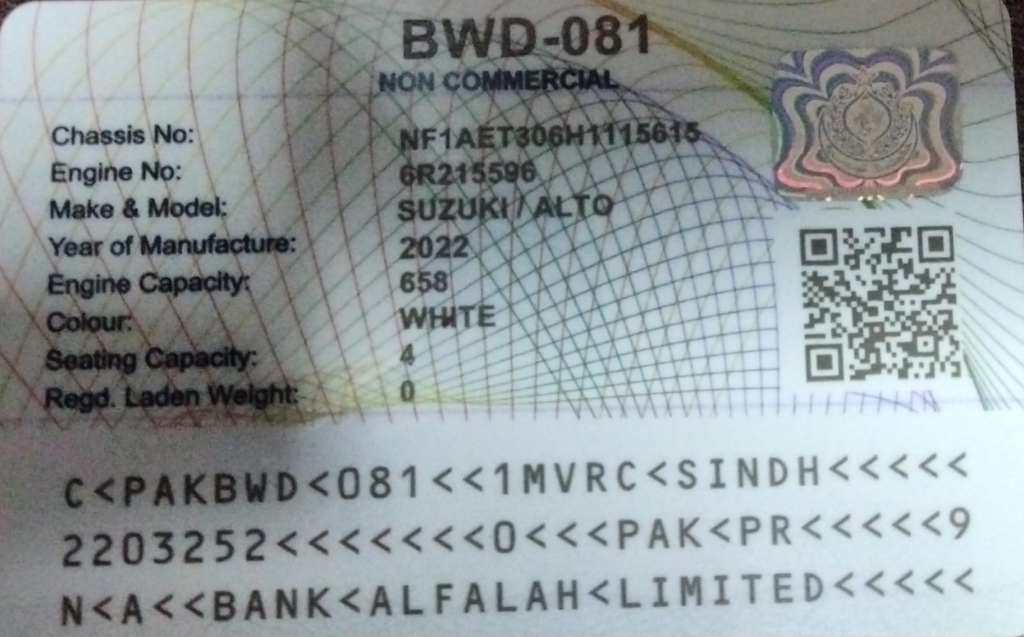 BWD-081
NON COMMERCIAL
Chassis No: NF1AET306H1115615
Engine No: 6R215596
Make & Model: SUZUKI / ALTO
Year of Manufacture: 2022
Engine Capacity: 658
Colour: WHITE
Seating Capacity: 4
Regd. Laden Weight: 0
C<PAKBWD<081<<1MVRC<SINDH<<<<<
2203252<<<<<<<0<<<PAK<PR<<<<<9
N<A<<BANK<ALFALAH<LIMITED<<<<<